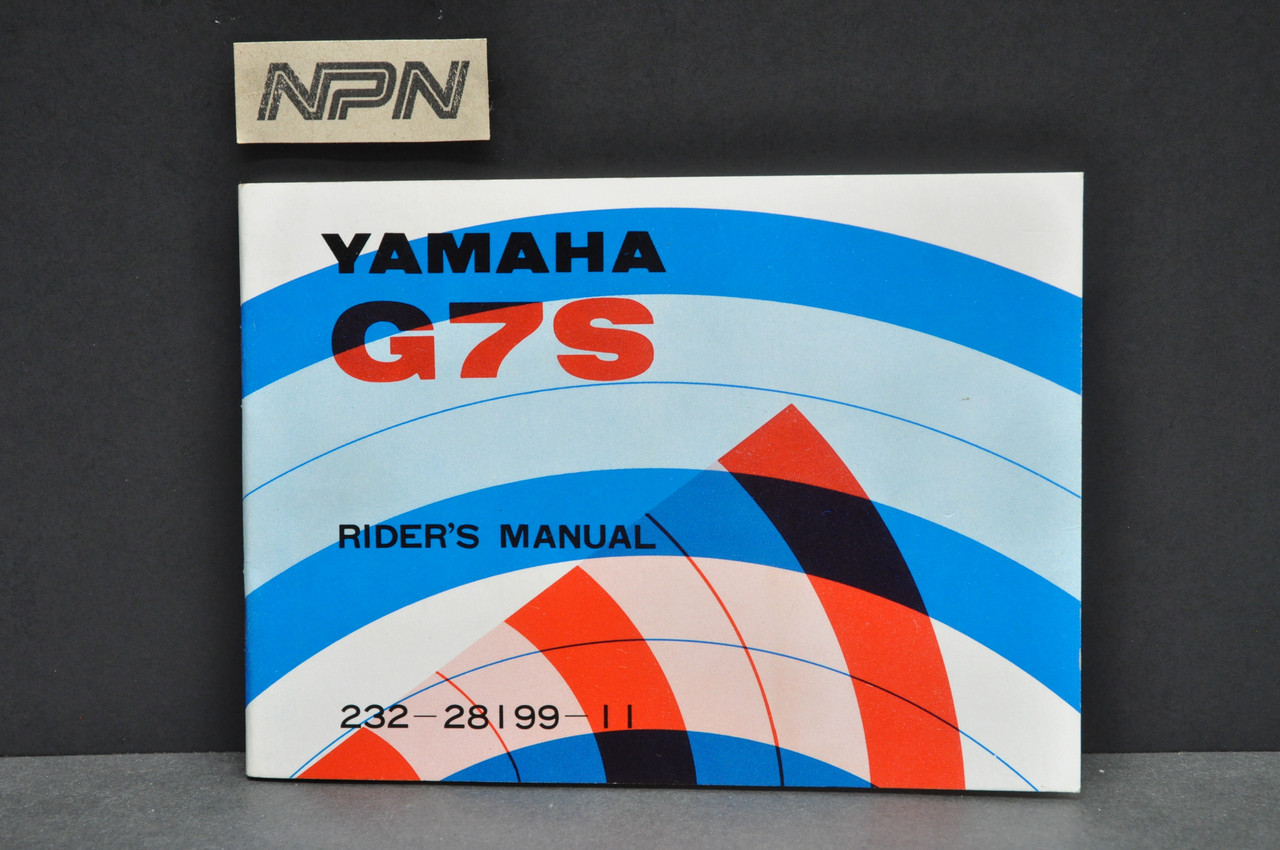 NPN
YAMAHA
G7S
RIDER'S MANUAL
232-28199-11